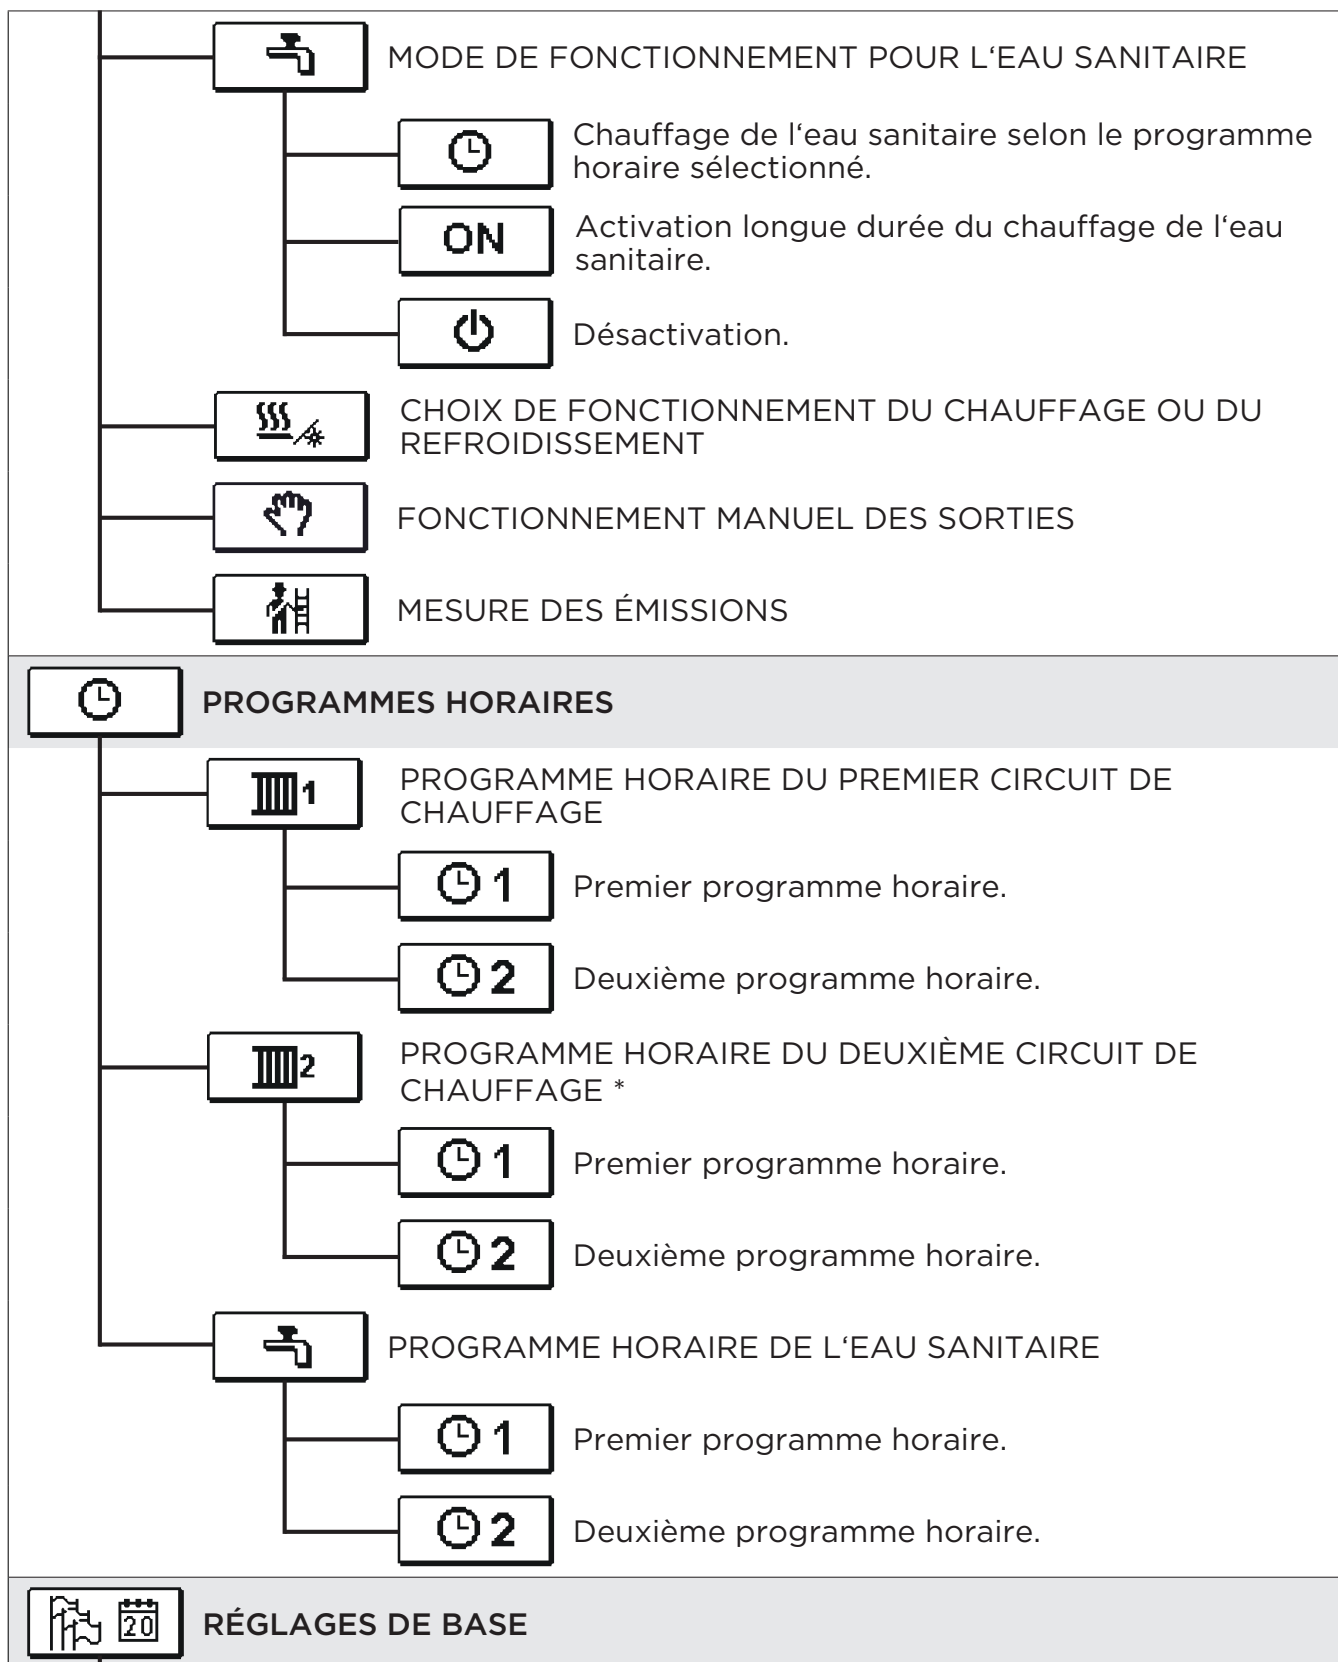 MODE DE FONCTIONNEMENT POUR L‘EAU SANITAIRE
Chauffage de l‘eau sanitaire selon le programme
horaire sélectionné.
ON
Activation longue durée du chauffage de l‘eau
sanitaire.
Désactivation.
CHOIX DE FONCTIONNEMENT DU CHAUFFAGE OU DU
REFROIDISSEMENT
FONCTIONNEMENT MANUEL DES SORTIES
MESURE DES ÉMISSIONS
PROGRAMMES HORAIRES
1
PROGRAMME HORAIRE DU PREMIER CIRCUIT DE
CHAUFFAGE
1
Premier programme horaire.
2
Deuxième programme horaire.
2
PROGRAMME HORAIRE DU DEUXIÈME CIRCUIT DE
CHAUFFAGE *
1
Premier programme horaire.
2
Deuxième programme horaire.
PROGRAMME HORAIRE DE L‘EAU SANITAIRE
1
Premier programme horaire.
2
Deuxième programme horaire.
20
RÉGLAGES DE BASE